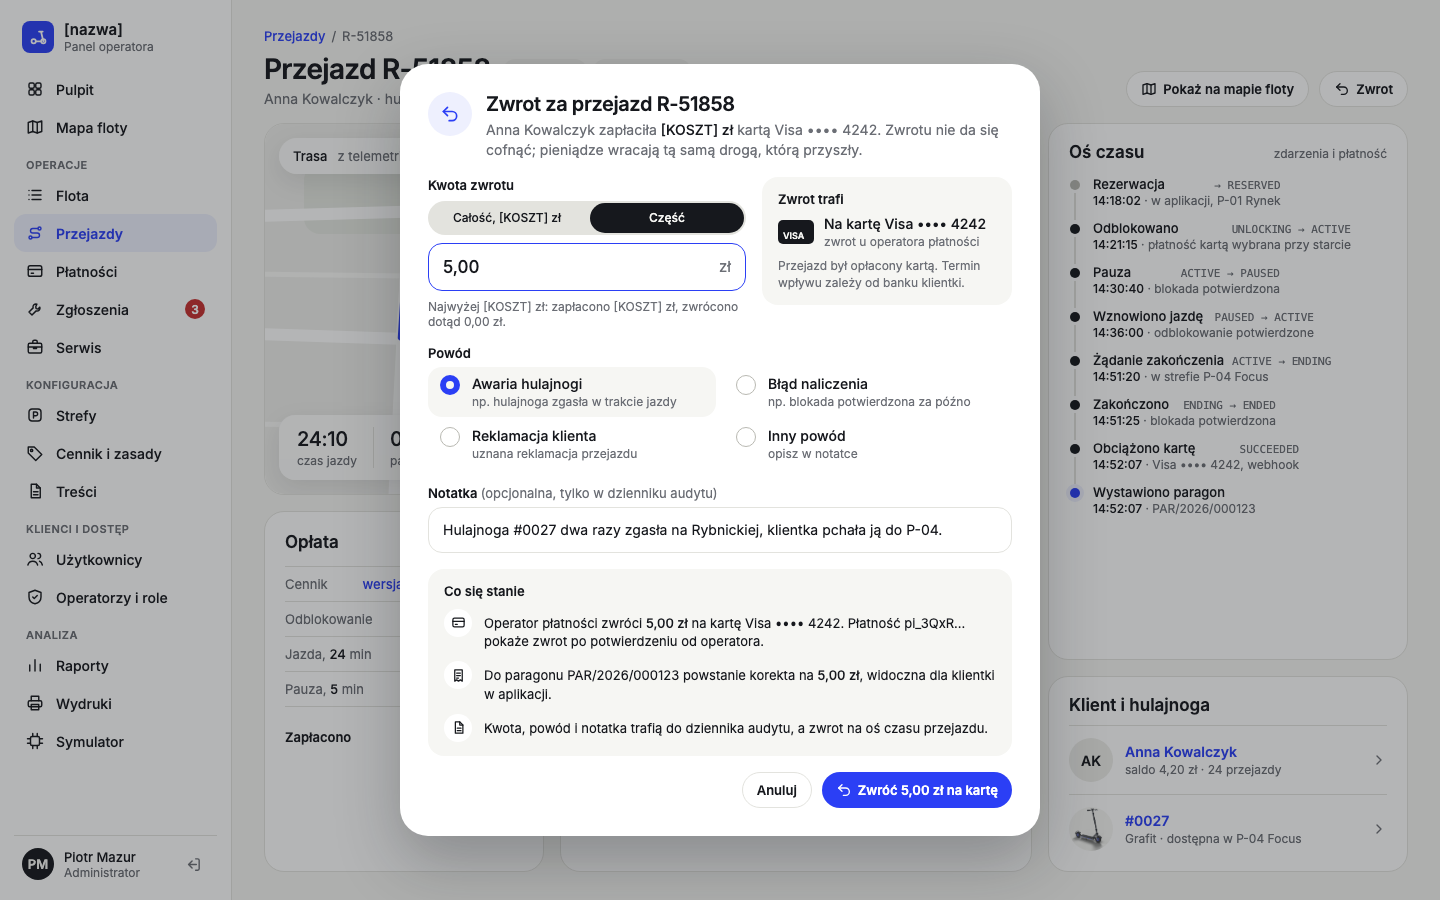 [nazwa]
Panel operatora
Pulpit
Mapa floty
OPERACJE
Flota
Przejazdy
Płatności
Zgłoszenia 3
Serwis
KONFIGURACJA
Strefy
Cennik i zasady
Treści
KLIENCI I DOSTĘP
Użytkownicy
Operatorzy i role
ANALIZA
Raporty
Wydruki
Symulator
PM
Piotr Mazur
Administrator
Przejazdy / R-51858
Przejazd R-51858
Anna Kowalczyk · hu
Pokaż na mapie floty
Zwrot
Trasa z telemetr
24:10
czas jazdy
Opłata
Cennik wersja
Odblokowanie
Jazda, 24 min
Pauza, 5 min
Zapłacono
Zwrot za przejazd R-51858
Anna Kowalczyk zapłaciła [KOSZT] zł kartą Visa •••• 4242. Zwrotu nie da się
cofnąć; pieniądze wracają tą samą drogą, którą przyszły.
Kwota zwrotu
Całość, [KOSZT] zł
Część
5,00 zł
Najwyżej [KOSZT] zł: zapłacono [KOSZT] zł, zwrócono
dotąd 0,00 zł.
Zwrot trafi
VISA
Na kartę Visa •••• 4242
zwrot u operatora płatności
Przejazd był opłacony kartą. Termin
wpływu zależy od banku klientki.
Powód
Awaria hulajnogi
np. hulajnoga zgasła w trakcie jazdy
Błąd naliczenia
np. blokada potwierdzona za późno
Reklamacja klienta
uznana reklamacja przejazdu
Inny powód
opisz w notatce
Notatka (opcjonalna, tylko w dzienniku audytu)
Hulajnoga #0027 dwa razy zgasła na Rybnickiej, klientka pchała ją do P-04.
Co się stanie
Operator płatności zwróci 5,00 zł na kartę Visa •••• 4242. Płatność pi_3QxR...
pokaże zwrot po potwierdzeniu od operatora.
Do paragonu PAR/2026/000123 powstanie korekta na 5,00 zł, widoczna dla klientki
w aplikacji.
Kwota, powód i notatka trafią do dziennika audytu, a zwrot na oś czasu przejazdu.
Anuluj
Zwróć 5,00 zł na kartę
Oś czasu
zdarzenia i płatność
Rezerwacja → RESERVED
14:18:02 · w aplikacji, P-01 Rynek
Odblokowano UNLOCKING → ACTIVE
14:21:15 · płatność kartą wybrana przy starcie
Pauza ACTIVE → PAUSED
14:30:40 · blokada potwierdzona
Wznowiono jazdę PAUSED → ACTIVE
14:36:00 · odblokowanie potwierdzone
Żądanie zakończenia ACTIVE → ENDING
14:51:20 · w strefie P-04 Focus
Zakończono ENDING → ENDED
14:51:25 · blokada potwierdzona
Obciążono kartę SUCCEEDED
14:52:07 · Visa •••• 4242, webhook
Wystawiono paragon
14:52:07 · PAR/2026/000123
Klient i hulajnoga
AK
Anna Kowalczyk
saldo 4,20 zł · 24 przejazdy
#0027
Grafit · dostępna w P-04 Focus